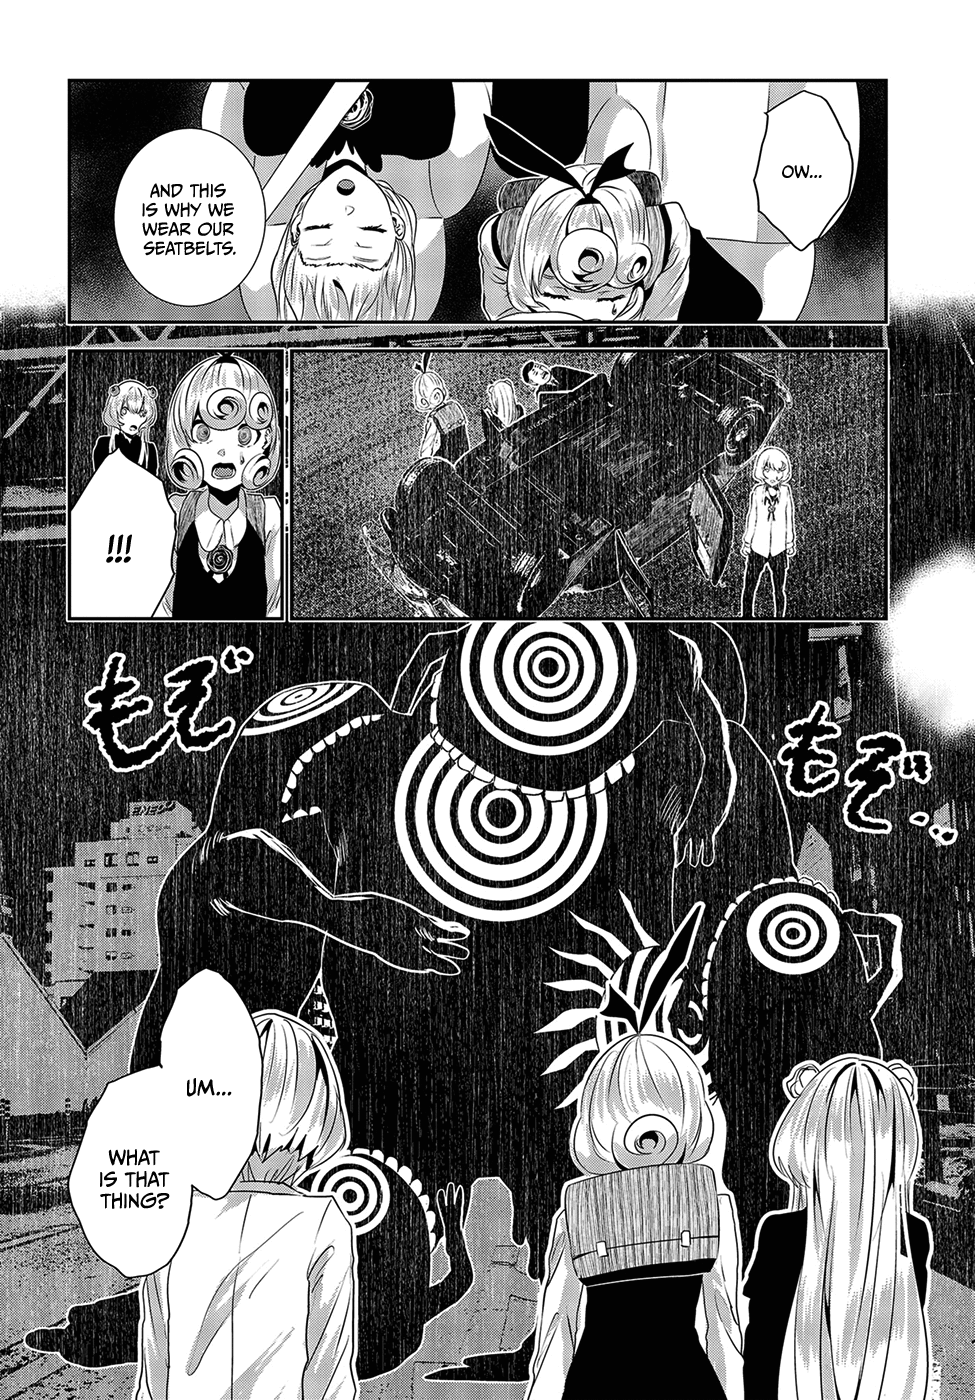 OW...
AND THIS
IS WHY WE
WEAR OUR
SEATBELTS.
!!!
もぞ゛
もぞ゛..
UM...
WHAT
IS THAT
THING?